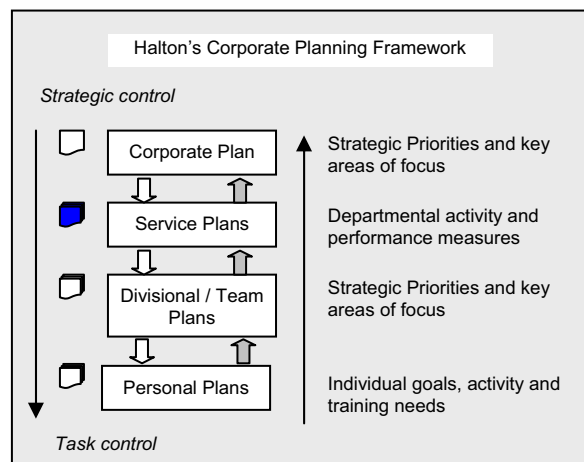 Halton's Corporate Planning Framework
Strategic control
Corporate Plan
Strategic Priorities and key
areas of focus
Service Plans
Departmental activity and
performance measures
Divisional / Team
Plans
Strategic Priorities and key
areas of focus
Personal Plans
Individual goals, activity and
training needs
Task control